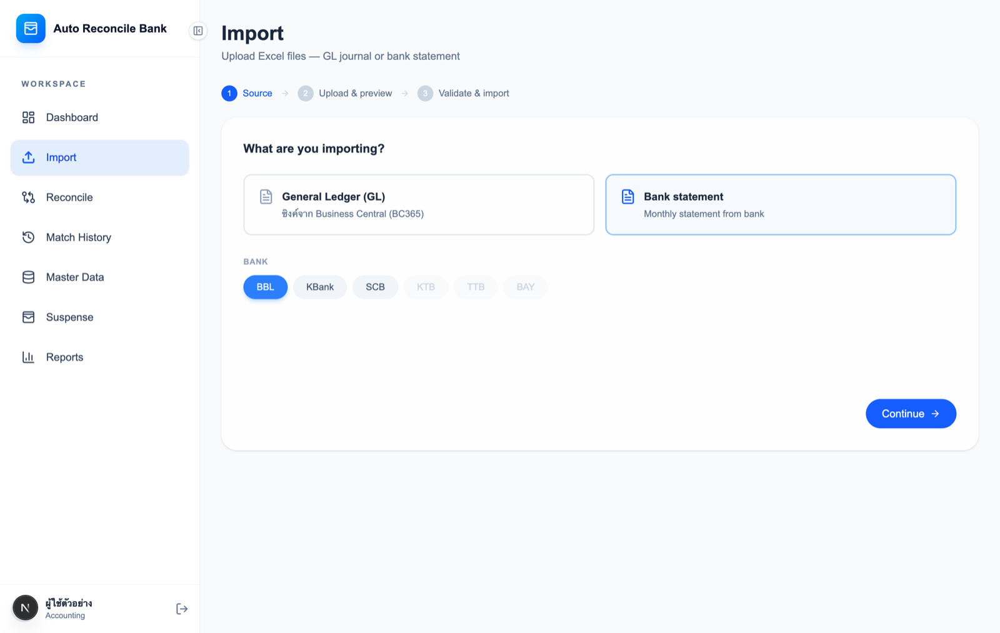 Auto Reconcile Bank
WORKSPACE
Dashboard
Import
Reconcile
Match History
Master Data
Suspense
Reports
N
ผู้ใช้ตัวอย่าง
Accounting
Import
Upload Excel files — GL journal or bank statement
1 Source → 2 Upload & preview → 3 Validate & import
What are you importing?
General Ledger (GL)
ซิงค์จาก Business Central (BC365)
Bank statement
Monthly statement from bank
BANK
BBL KBank SCB KTB TTB BAY
Continue →